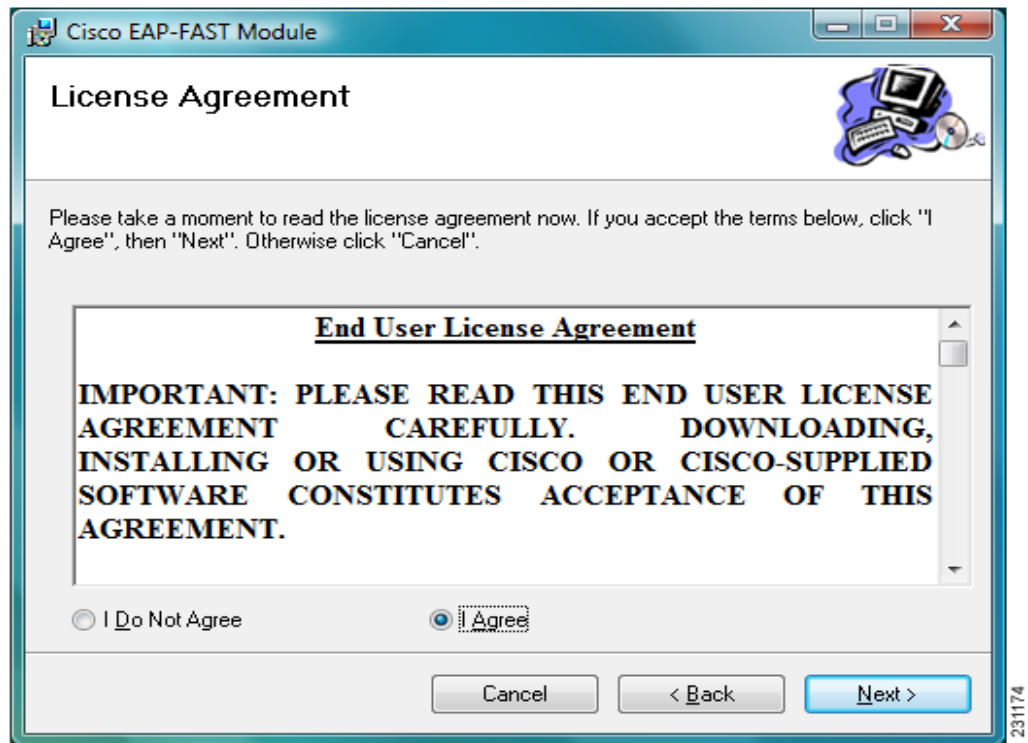 Cisco EAP-FAST Module
License Agreement
Please take a moment to read the license agreement now. If you accept the terms below, click "I
Agree", then "Next". Otherwise click "Cancel".
End User License Agreement
IMPORTANT: PLEASE READ THIS END USER LICENSE
AGREEMENT CAREFULLY. DOWNLOADING,
INSTALLING OR USING CISCO OR CISCO-SUPPLIED
SOFTWARE CONSTITUTES ACCEPTANCE OF THIS
AGREEMENT.
I Do Not Agree
I Agree
Cancel
< Back
Next >
231174